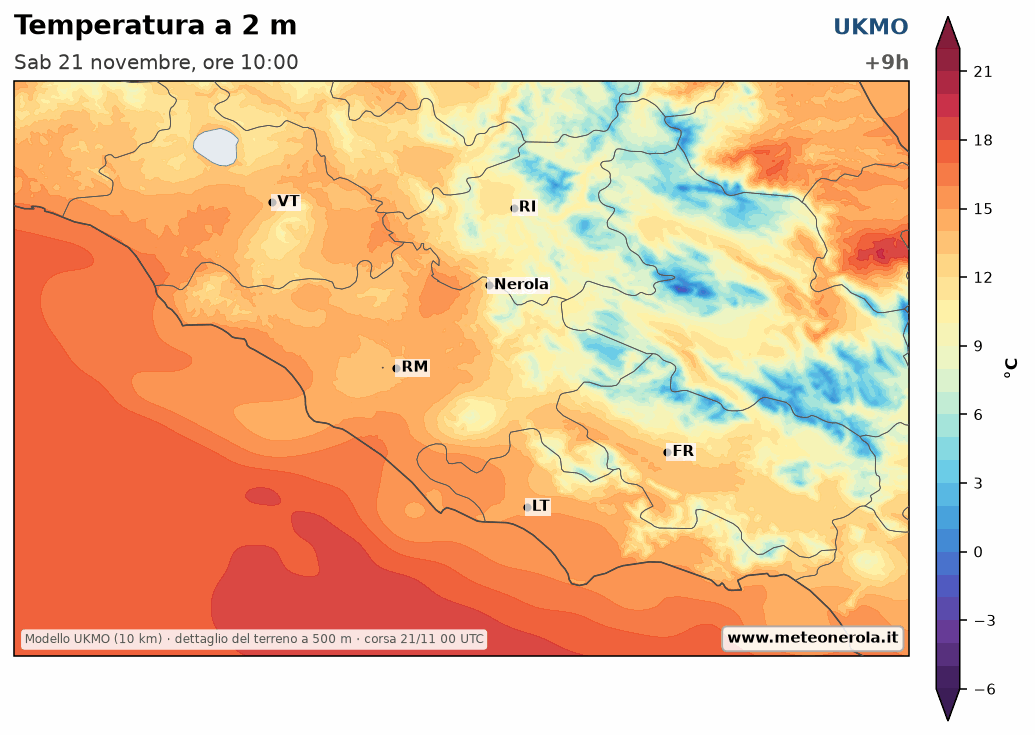 Temperatura a 2 m
UKMO
Sab 21 novembre, ore 10:00
+9h
VT
RI
Nerola
RM
FR
LT
21
18
15
12
9
6
3
0
−3
−6
°C
Modello UKMO (10 km) · dettaglio del terreno a 500 m · corsa 21/11 00 UTC
www.meteonerola.it